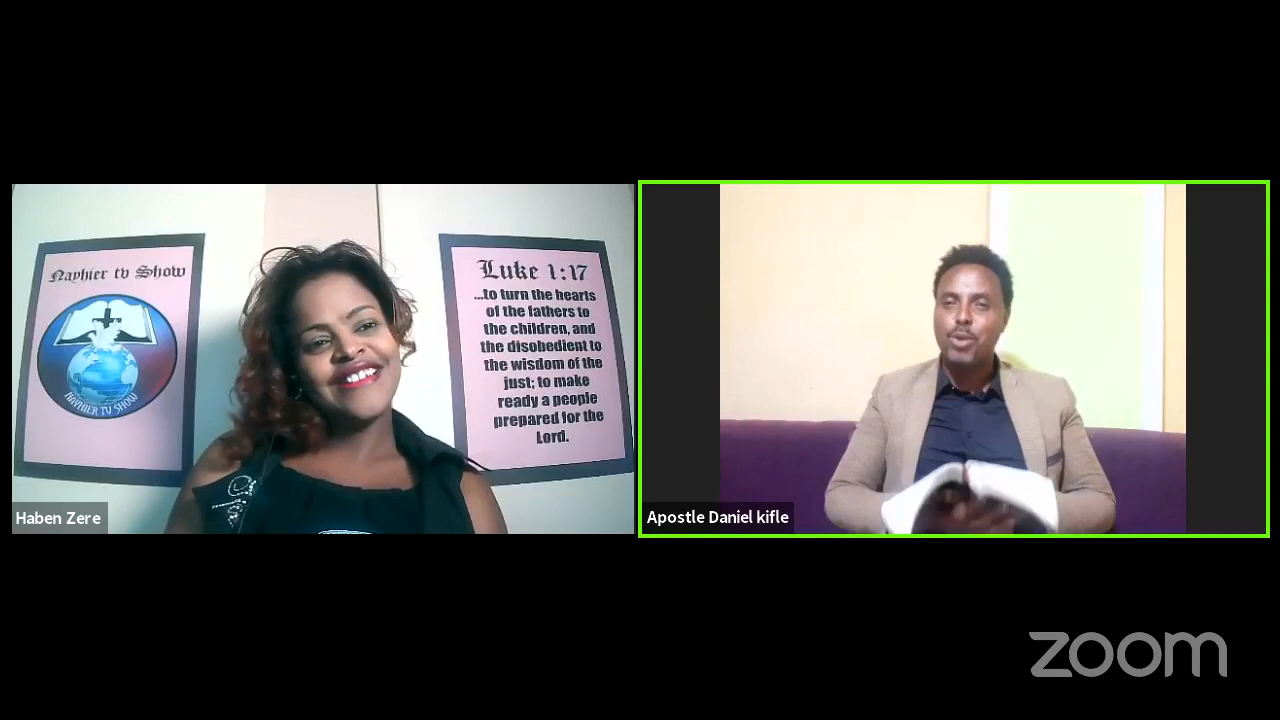 Nayhier tv Show
NAYHIER TV SHOW
Haben Zere
Luke 1:17
...to turn the hearts
of the fathers to
the children, and
the disobedient to
the wisdom of the
just; to make
ready a people
prepared for the
Lord.
Apostle Daniel kifle
zoom